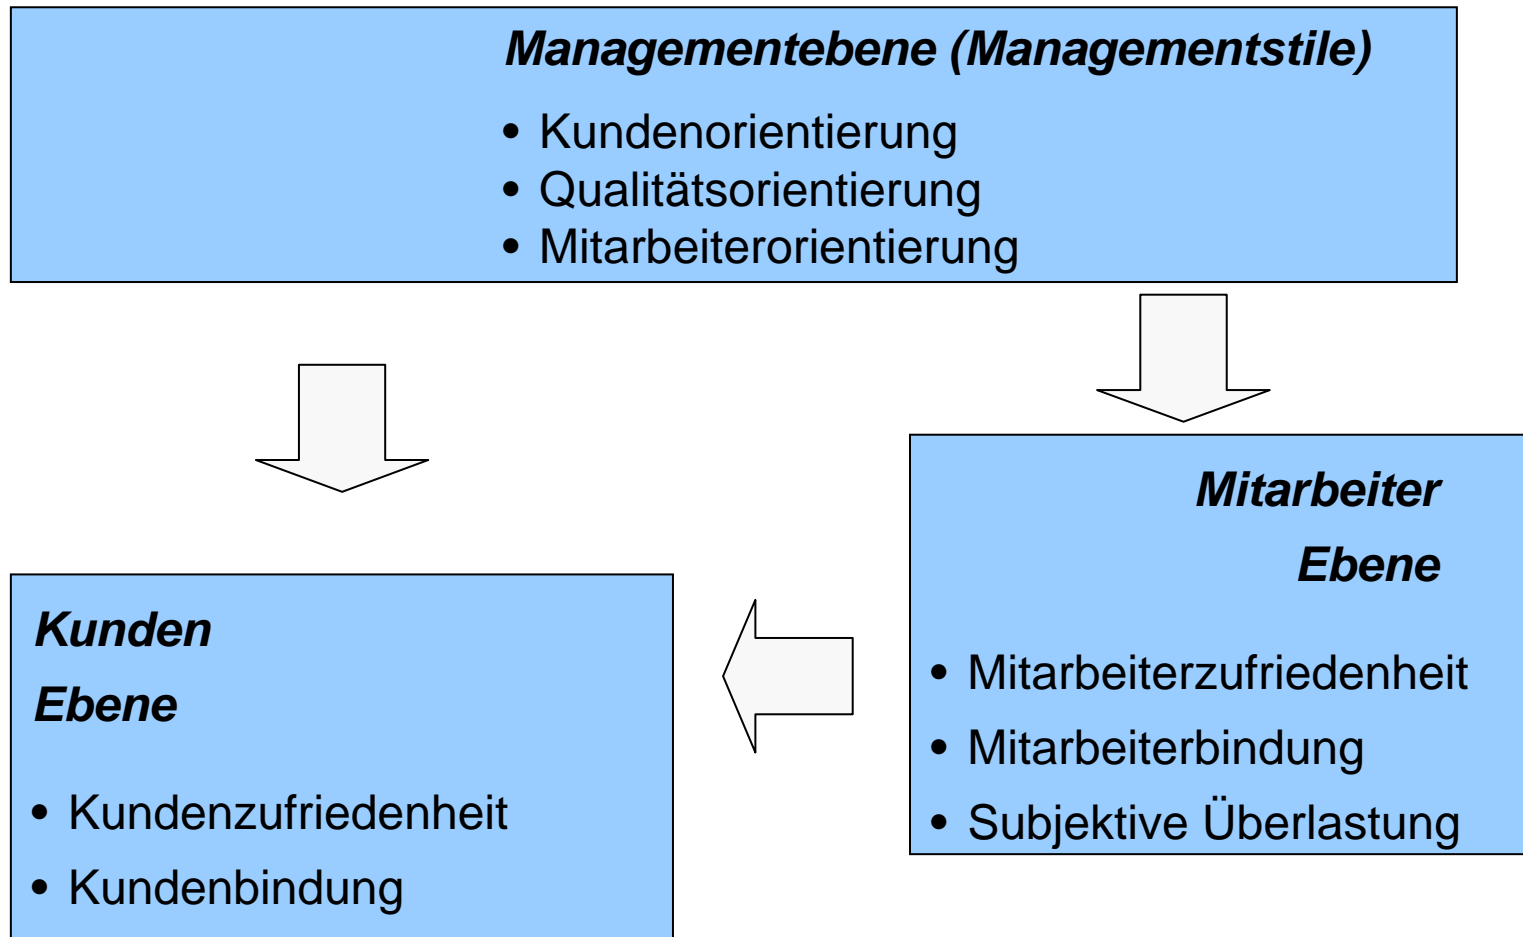 Managementebene (Managementstile)
• Kundenorientierung
• Qualitätsorientierung
• Mitarbeiterorientierung
Mitarbeiter
Ebene
• Mitarbeiterzufriedenheit
• Mitarbeiterbindung
• Subjektive Überlastung
Kunden
Ebene
• Kundenzufriedenheit
• Kundenbindung